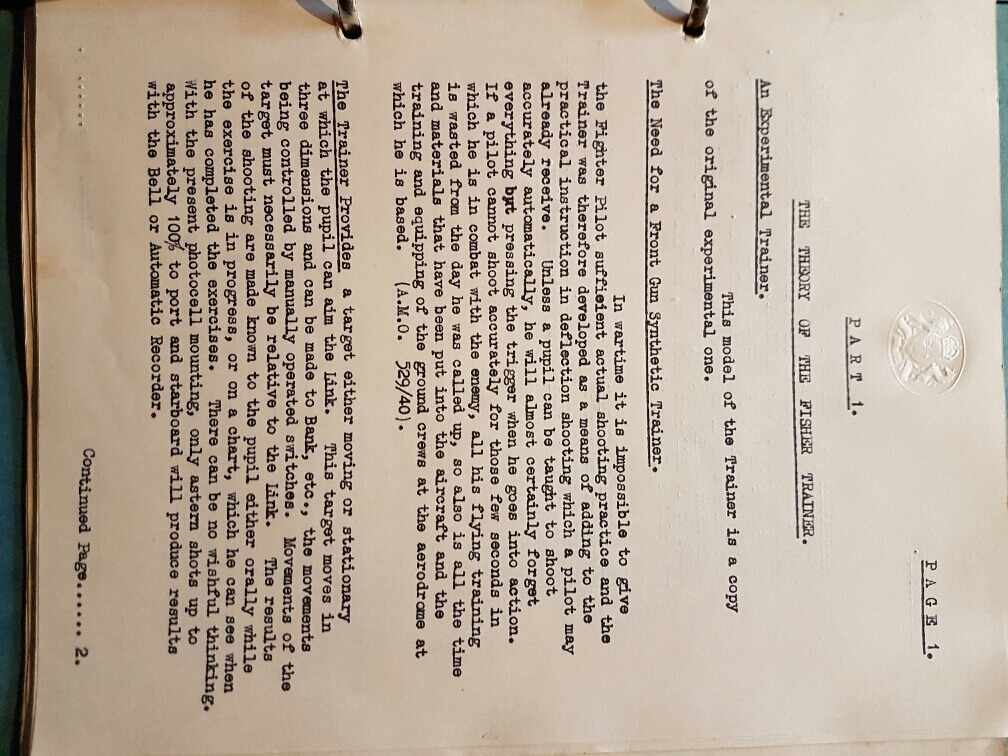 PAGE 1.
PART 1.
THE THEORY OF THE FISHER TRAINER.
An Experimental Trainer.
This model of the Trainer is a copy
of the original experimental one.
The Need for a Front Gun Synthetic Trainer.
In wartime it is impossible to give
the Fighter Pilot sufficient actual shooting practice and the
Trainer was therefore developed as a means of adding to the
practical instruction in deflection shooting which a pilot may
already receive. Unless a pupil can be taught to shoot
accurately automatically, he will almost certainly forget
everything but pressing the trigger when he goes into action.
If a pilot cannot shoot accurately for those few seconds in
which he is in combat with the enemy, all his flying training
is wasted from the day he was called up, so also is all the time
and materials that have been put into the aircraft and the
training and equipping of the ground crews at the aerodrome at
which he is based. (A.M.O. 529/40).
The Trainer Provides a target either moving or stationary
at which the pupil can aim the Link. This target moves in
three dimensions and can be made to Bank, etc., the movements
being controlled by manually operated switches. Movements of the
target must necessarily be relative to the Link. The results
of the shooting are made known to the pupil either orally while
the exercise is in progress, or on a chart, which he can see when
he has completed the exercises. There can be no wishful thinking.
With the present photocell mounting, only astern shots up to
approximately 100% to port and starboard will produce results
with the Bell or Automatic Recorder.
Continued Page...... 2.